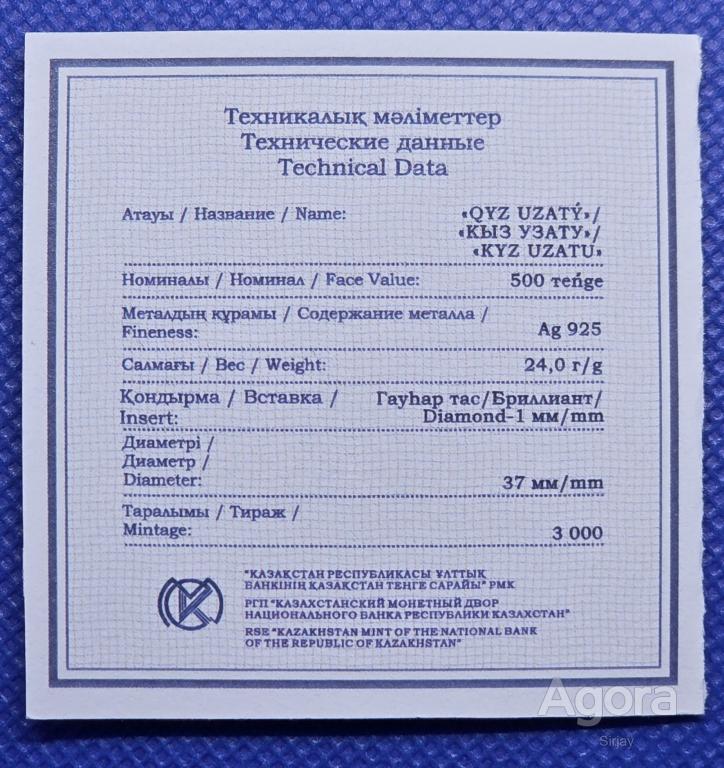 Техникалық мәліметтер
Технические данные
Technical Data
Атауы / Название / Name: «QYZ UZATÝ»/
«КЫЗ УЗАТУ»/
«KYZ UZATU»
Номиналы / Номинал / Face Value: 500 теńge
Металдың құрамы / Содержание металла /
Fineness: Ag 925
Салмағы / Вес / Weight: 24,0 г/g
Қондырма / Вставка / Гауһар тас/Бриллиант/
Insert: Diamond-1 мм/mm
Диаметрі /
Диаметр /
Diameter: 37 мм/mm
Таралымы / Тираж /
Mintage: 3 000
"ҚАЗАҚСТАН РЕСПУБЛИКАСЫ ҰЛТТЫҚ
БАНКІНІҢ ҚАЗАҚСТАН ТЕҢГЕ САРАЙЫ" РМК
РГП "КАЗАХСТАНСКИЙ МОНЕТНЫЙ ДВОР
НАЦИОНАЛЬНОГО БАНКА РЕСПУБЛИКИ КАЗАХСТАН"
RSE "KAZAKHSTAN MINT OF THE NATIONAL BANK
OF THE REPUBLIC OF KAZAKHSTAN"
Agora
Sirjay